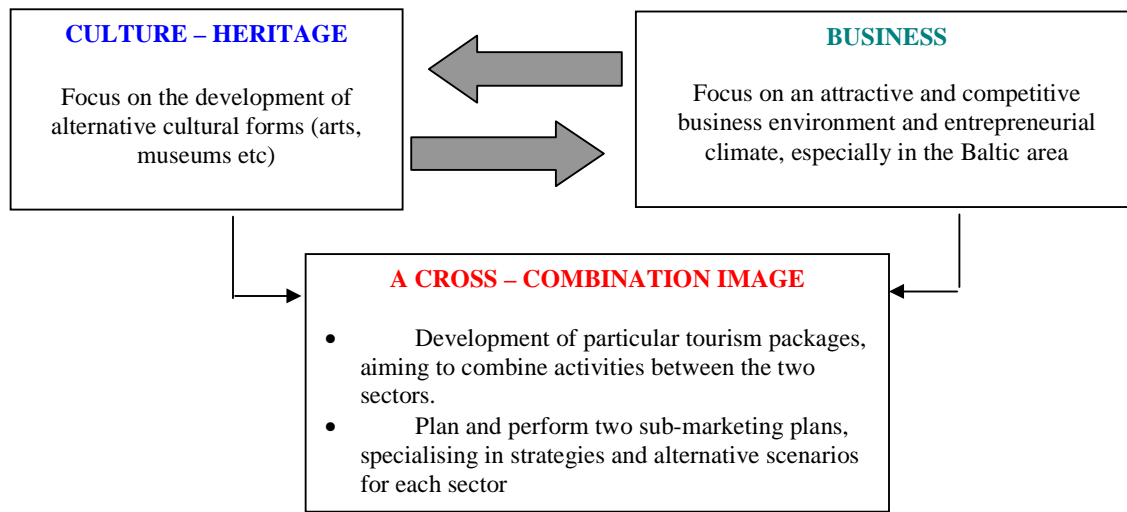 CULTURE – HERITAGE
Focus on the development of
alternative cultural forms (arts,
museums etc)
BUSINESS
Focus on an attractive and competitive
business environment and entrepreneurial
climate, especially in the Baltic area
A CROSS – COMBINATION IMAGE
• Development of particular tourism packages,
aiming to combine activities between the two
sectors.
• Plan and perform two sub-marketing plans,
specialising in strategies and alternative scenarios
for each sector